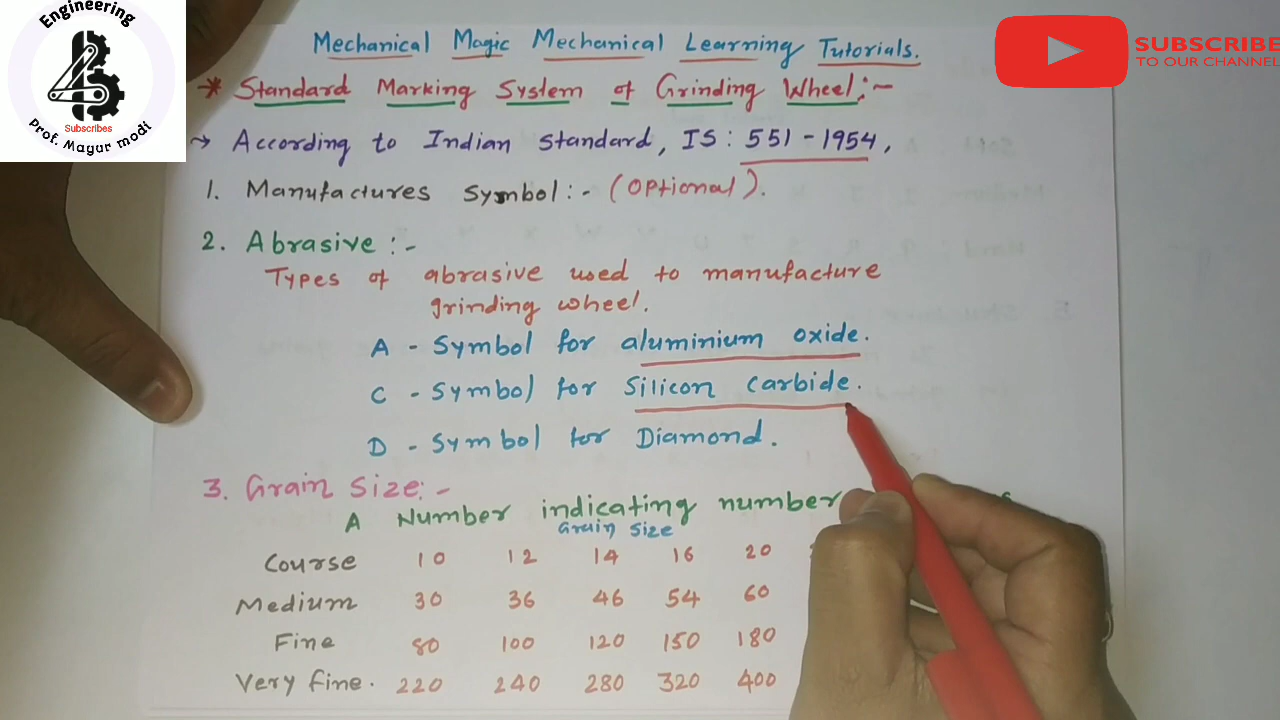 Engineering
Subscribes
Prof. Mayur modi
SUBSCRIBE
TO OUR CHANNEL
Mechanical Magic Mechanical Learning Tutorials.
* Standard Marking System of Grinding Wheel:-
→ According to Indian Standard, IS: 551-1954,
1. Manufactures Symbol:- (Optional).
2. Abrasive:-
Types of abrasive used to manufacture
grinding wheel.
A - Symbol for aluminium oxide.
C - Symbol for Silicon carbide.
D - Symbol for Diamond.
3. Grain Size:-
A Number indicating number
Grain Size
Course 10 12 14 16 20
Medium 30 36 46 54 60
Fine 80 100 120 150 180
Very fine. 220 240 280 320 400